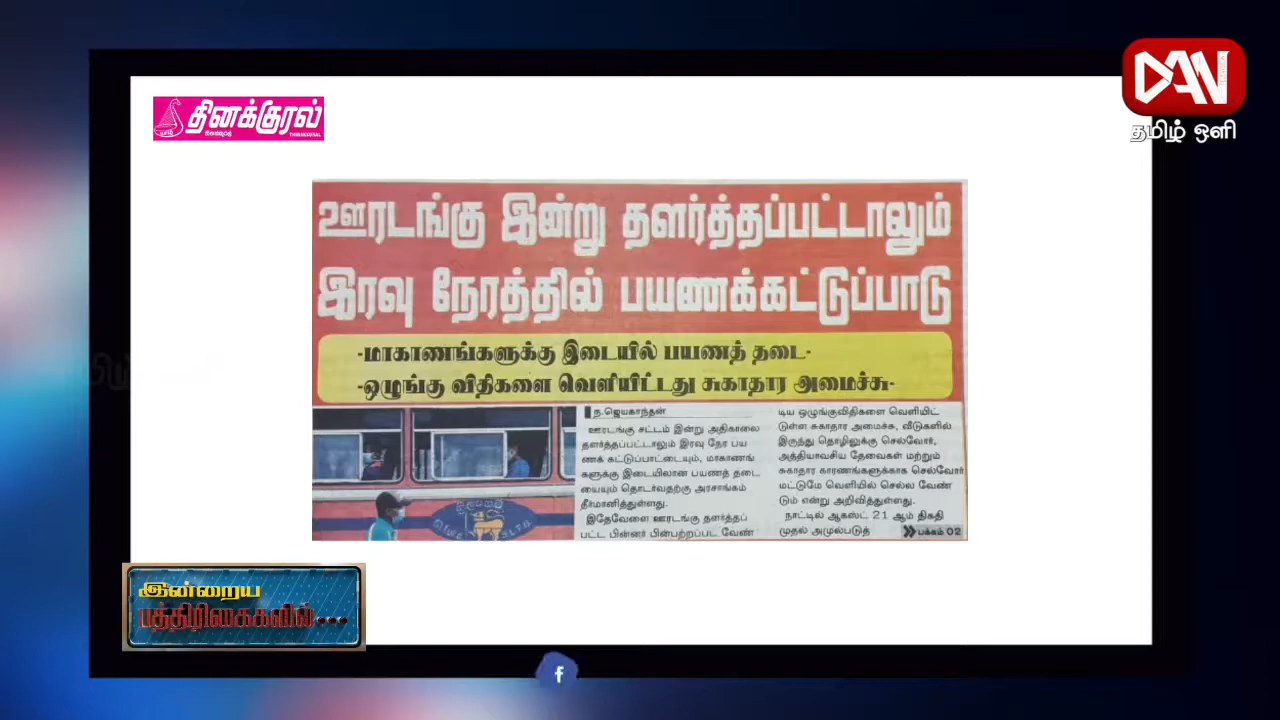 DAN
தமிழ் ஒளி
தினக்குரல்
THINAKKURAL
ஊரடங்கு இன்று தளர்த்தப்பட்டாலும்
இரவு நேரத்தில் பயணக்கட்டுப்பாடு
-மாகாணங்களுக்கு இடையில் பயணத் தடை-
-ஒழுங்கு விதிகளை வெளியிட்டது சுகாதார அமைச்சு-
ந.ஜெயகாந்தன்
ஊரடங்கு சட்டம் இன்று அதிகாலை
தளர்த்தப்பட்டாலும் இரவு நேர பய
ணக் கட்டுப்பாட்டையும், மாகாணங்
களுக்கு இடையிலான பயணத் தடை
யையும் தொடர்வதற்கு அரசாங்கம்
தீர்மானித்துள்ளது.
இதேவேளை ஊரடங்கு தளர்த்தப்
பட்ட பின்னர் பின்பற்றப்பட வேண்
டிய ஒழுங்குவிதிகளை வெளியிட்
டுள்ள சுகாதார அமைச்சு, வீடுகளில்
இருந்து தொழிலுக்கு செல்வோர்,
அத்தியாவசிய தேவைகள் மற்றும்
சுகாதார காரணங்களுக்காக செல்வோர்
மட்டுமே வெளியில் செல்ல வேண்
டும் என்று அறிவித்துள்ளது.
நாட்டில் ஆகஸ்ட் 21 ஆம் திகதி
முதல் அமுல்படுத்
பக்கம் 02
இன்றைய
பத்திரிகைகளில்...
f